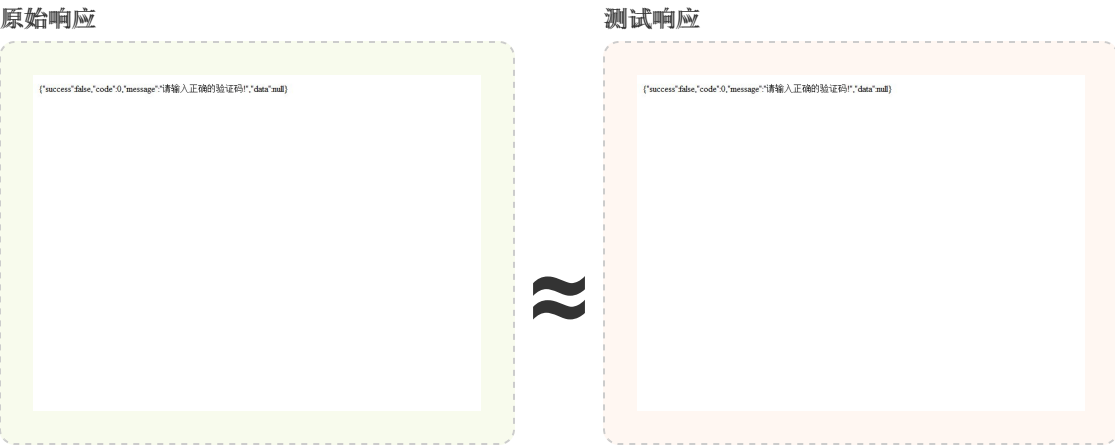 原始响应
测试响应
{"success":false,"code":0,"message":"请输入正确的验证码!","data":null}
≈
{"success":false,"code":0,"message":"请输入正确的验证码!","data":null}